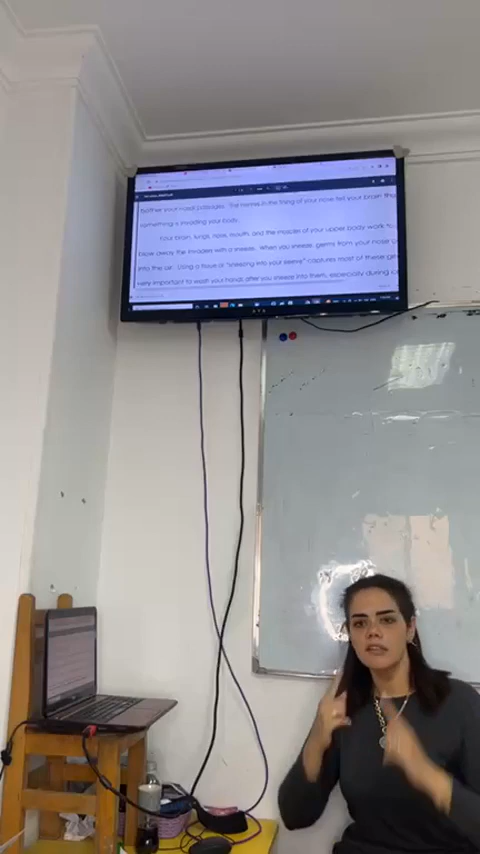 bother your nasal passages. The nerves in the lining of your nose tell your brain tha
something is invading your body.
Your brain, lungs, nose, mouth, and the muscles of your upper body work to
blow away the invaders with a sneeze. When you sneeze, germs from your nose
into the air. Using a tissue or "sneezing into your sleeve" captures most of these ger
very important to wash your hands after you sneeze into them, especially during